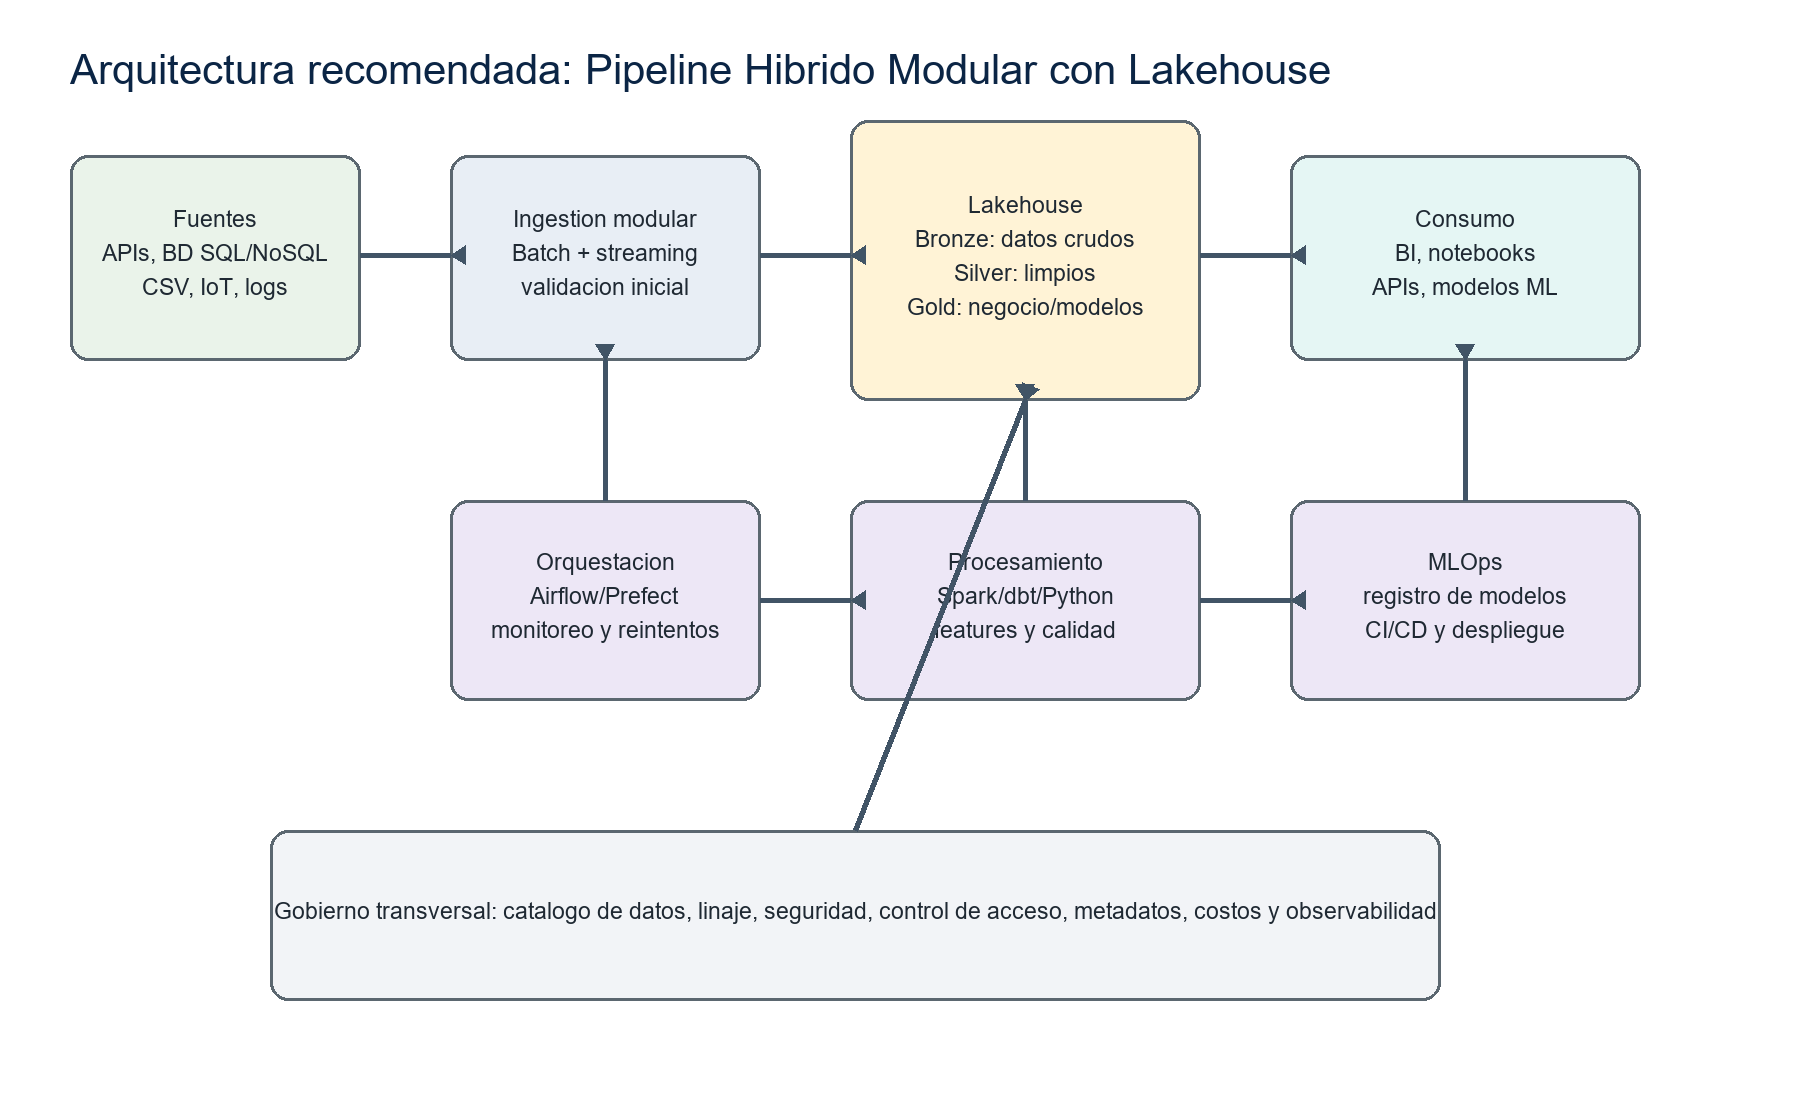 Arquitectura recomendada: Pipeline Hibrido Modular con Lakehouse
Fuentes
APIs, BD SQL/NoSQL
CSV, IoT, logs
Ingestion modular
Batch + streaming
validacion inicial
Lakehouse
Bronze: datos crudos
Silver: limpios
Gold: negocio/modelos
Consumo
BI, notebooks
APIs, modelos ML
Orquestacion
Airflow/Prefect
monitoreo y reintentos
Procesamiento
Spark/dbt/Python
features y calidad
MLOps
registro de modelos
CI/CD y despliegue
Gobierno transversal: catalogo de datos, linaje, seguridad, control de acceso, metadatos, costos y observabilidad